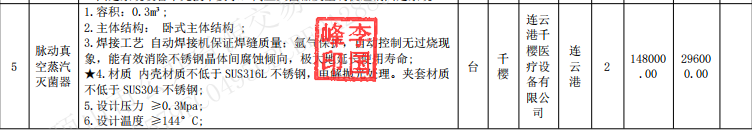 1.容积：0.3m³;
2.主体结构： 卧式主体结构 ;
3.焊接工艺 自动焊接机保证焊缝质量：氩气保护，自动控制无过烧现
象，能有效消除不锈钢晶体间腐蚀倾向，极大地延长使用寿命;
★4.材质 内壳材质不低于SUS316L不锈钢，电解抛光处理。夹套材质
不低于SUS304不锈钢;
5.设计压力 ≥0.3Mpa;
6.设计温度 ≥144° C;
5
脉动真
空蒸汽
灭菌器
台
千
樱
连云
港千
樱医
疗设
备有
限公
司
连
云
港
2
148000
.00
29600
0.00
李国
峰印